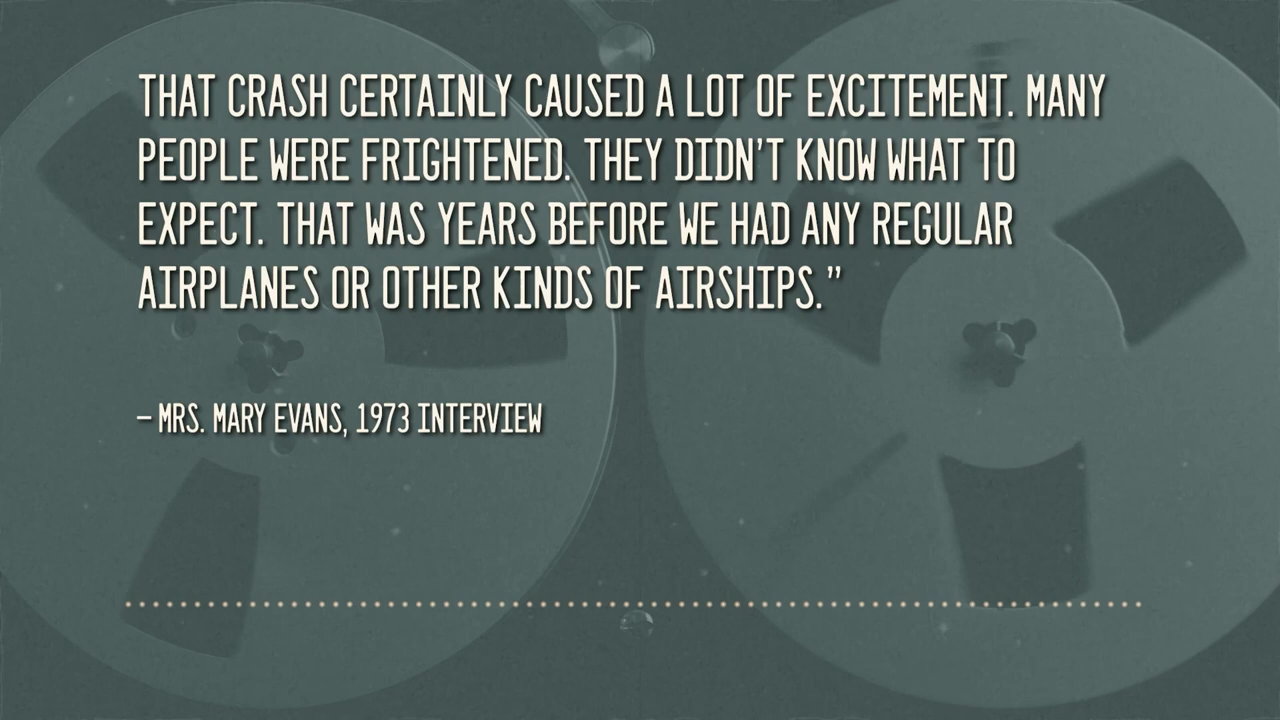 THAT CRASH CERTAINLY CAUSED A LOT OF EXCITEMENT. MANY
PEOPLE WERE FRIGHTENED. THEY DIDN'T KNOW WHAT TO
EXPECT. THAT WAS YEARS BEFORE WE HAD ANY REGULAR
AIRPLANES OR OTHER KINDS OF AIRSHIPS.”
– MRS. MARY EVANS, 1973 INTERVIEW